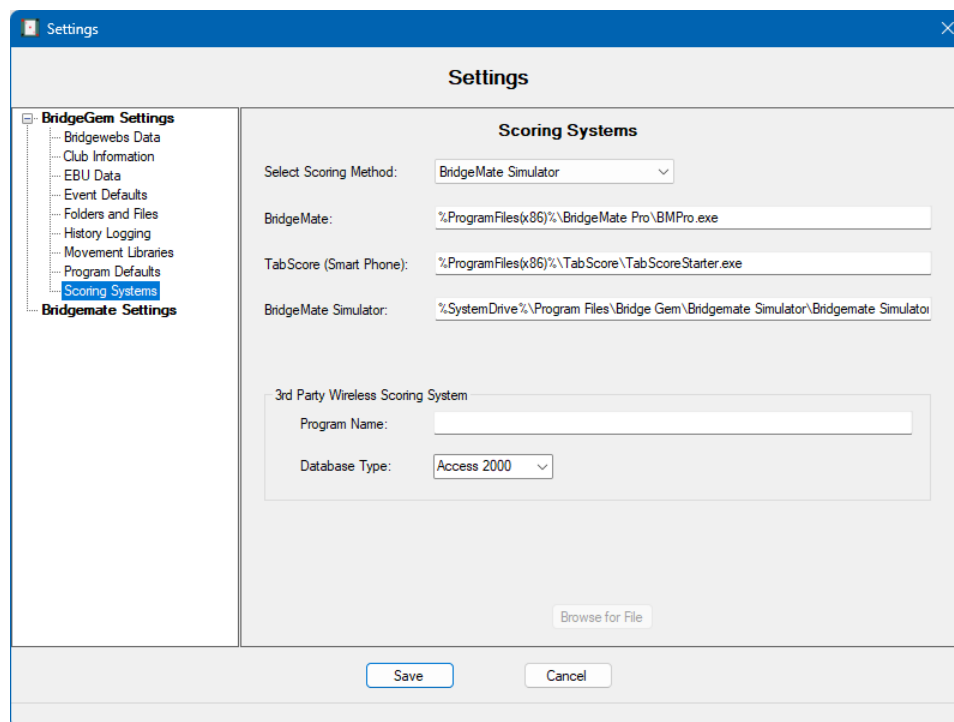 Settings
Settings
BridgeGem Settings
Bridgewebs Data
Club Information
EBU Data
Event Defaults
Folders and Files
History Logging
Movement Libraries
Program Defaults
Scoring Systems
Bridgemate Settings
Scoring Systems
Select Scoring Method: BridgeMate Simulator
BridgeMate: %ProgramFiles(x86)%\BridgeMate Pro\BMPro.exe
TabScore (Smart Phone): %ProgramFiles(x86)%\TabScore\TabScoreStarter.exe
BridgeMate Simulator: %SystemDrive%\Program Files\Bridge Gem\Bridgemate Simulator\Bridgemate Simulator
3rd Party Wireless Scoring System
Program Name:
Database Type: Access 2000
Browse for File
Save Cancel